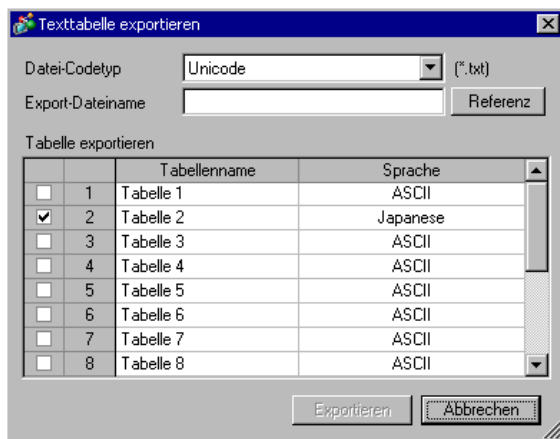 Texttabelle exportieren
Datei-Codetyp Unicode (*.txt)
Export-Dateiname Referenz
Tabelle exportieren
Tabellenname Sprache
1 Tabelle 1 ASCII
2 Tabelle 2 Japanese
3 Tabelle 3 ASCII
4 Tabelle 4 ASCII
5 Tabelle 5 ASCII
6 Tabelle 6 ASCII
7 Tabelle 7 ASCII
8 Tabelle 8 ASCII
Exportieren Abbrechen